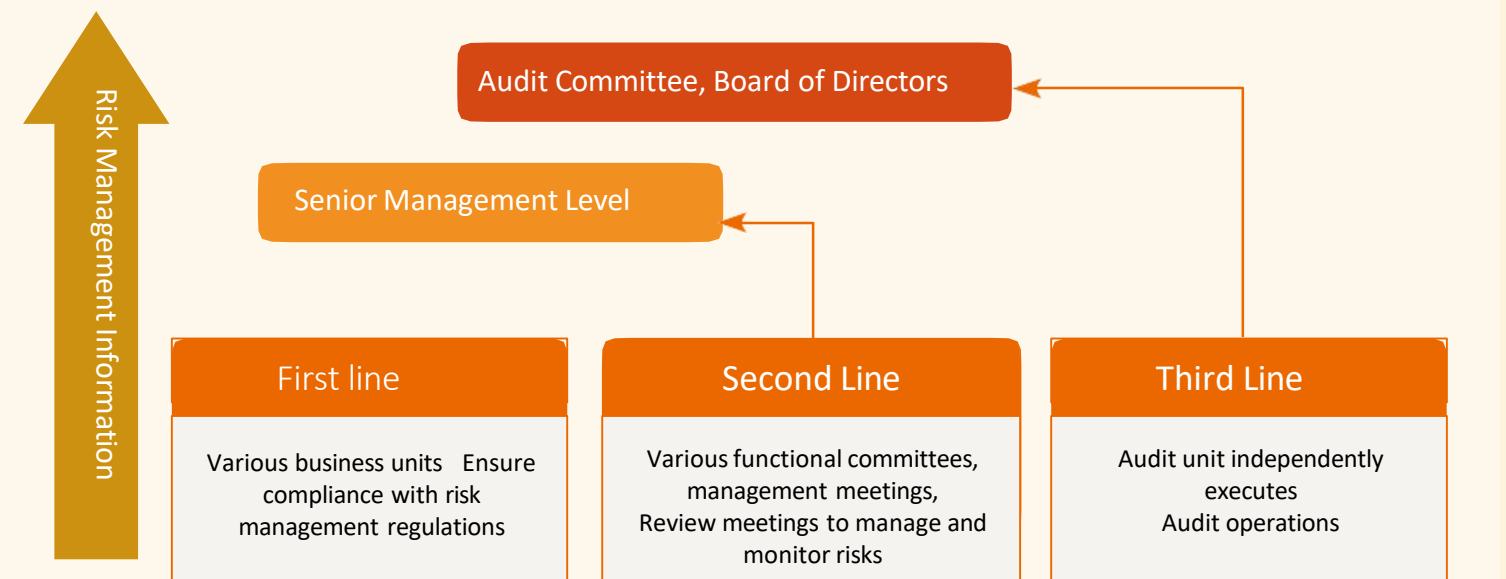 Risk Management Information
Audit Committee, Board of Directors
Senior Management Level
First line
Various business units Ensure
compliance with risk
management regulations
Second Line
Various functional committees,
management meetings,
Review meetings to manage and
monitor risks
Third Line
Audit unit independently
executes
Audit operations